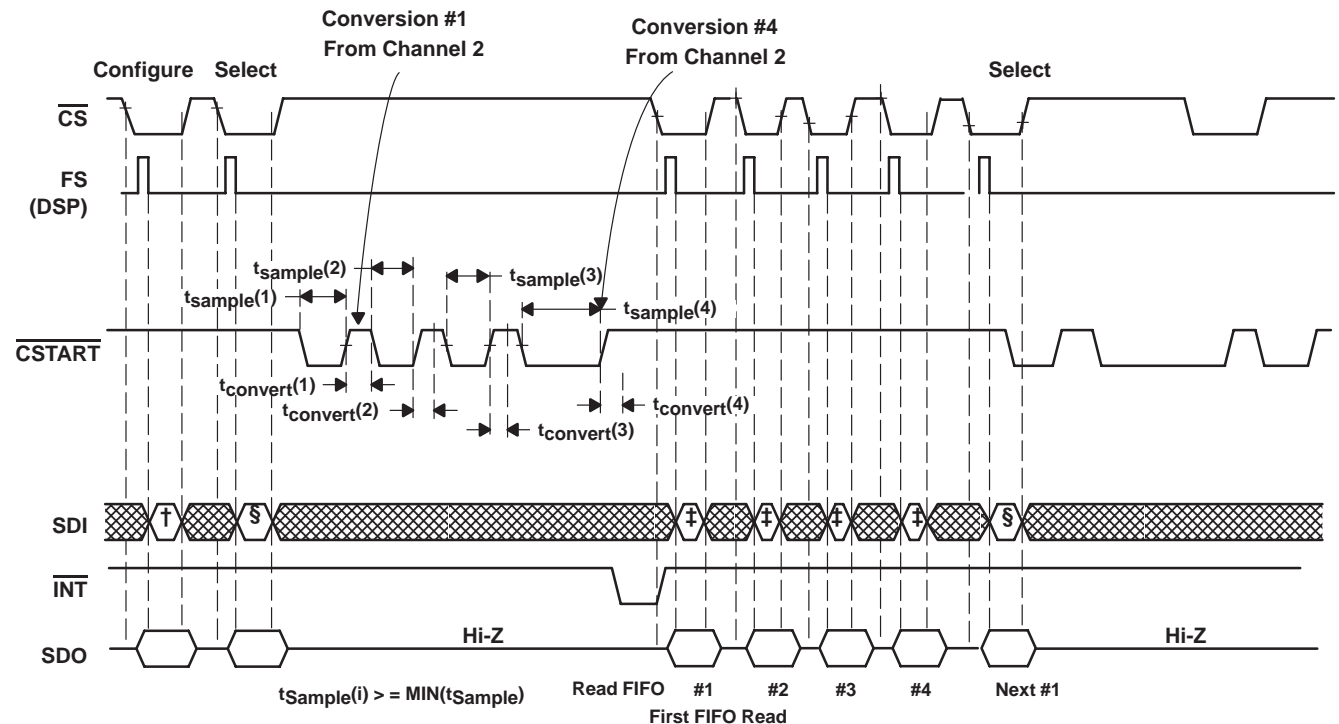 Conversion #1
From Channel 2
Conversion #4
From Channel 2
Configure
Select
Select
CS
FS
(DSP)
tsample(2)
tsample(3)
tsample(1)
tsample(4)
CSTART
tconvert(1)
tconvert(4)
tconvert(2)
tconvert(3)
SDI
†
§
‡
‡
‡
‡
§
INT
Hi-Z
Hi-Z
SDO
tSample(i) > = MIN(tSample)
Read FIFO
#1
#2
#3
#4
Next #1
First FIFO Read